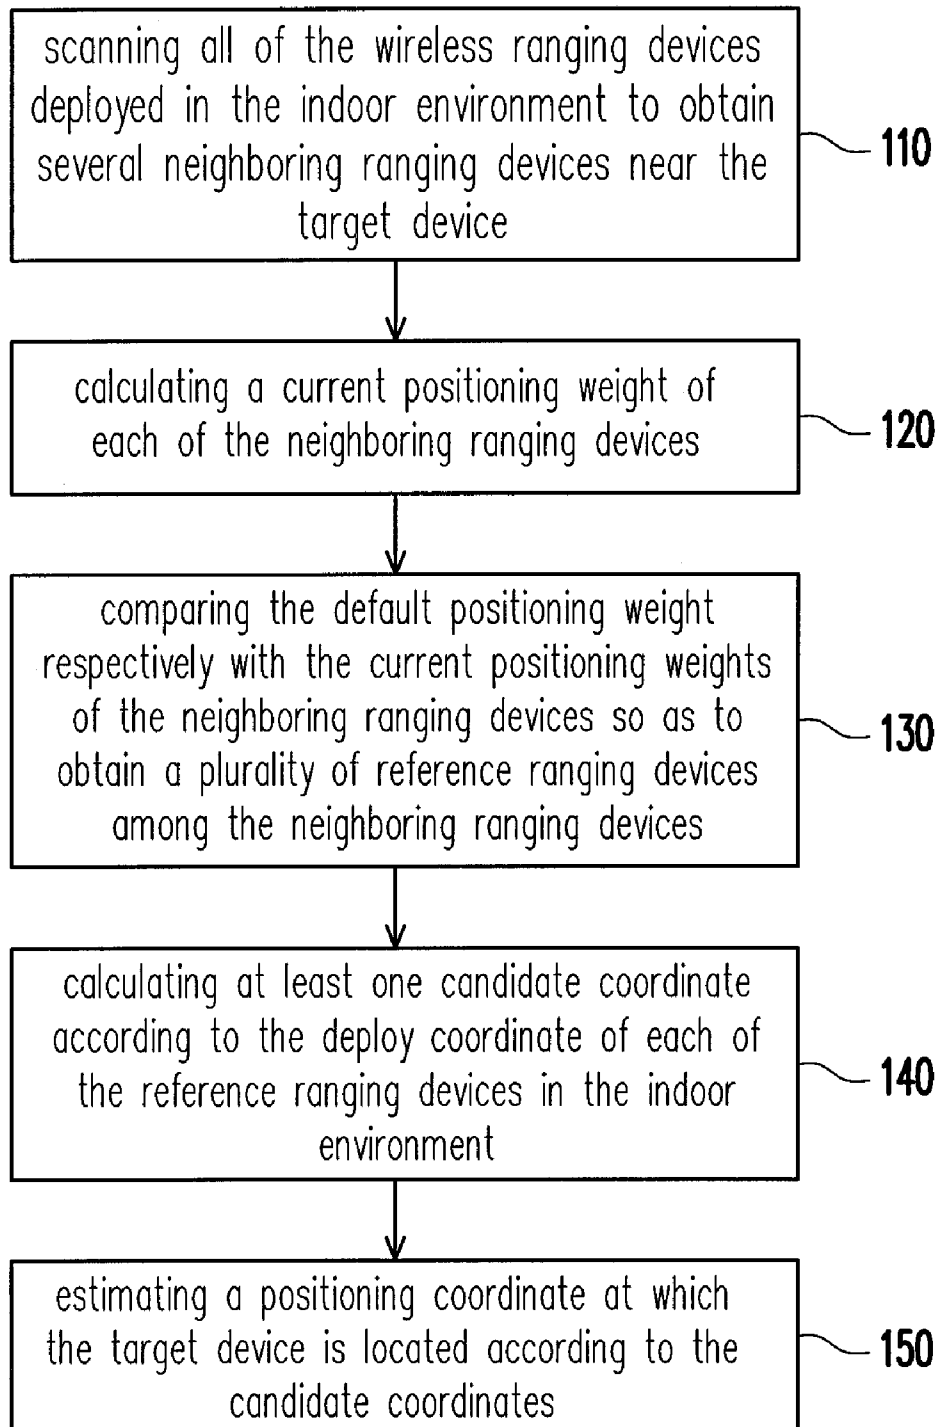 scanning all of the wireless ranging devices
deployed in the indoor environment to obtain
several neighboring ranging devices near the
target device
110
calculating a current positioning weight of
each of the neighboring ranging devices
120
comparing the default positioning weight
respectively with the current positioning weights
of the neighboring ranging devices so as to
obtain a plurality of reference ranging devices
among the neighboring ranging devices
130
calculating at least one candidate coordinate
according to the deploy coordinate of each of
the reference ranging devices in the indoor
environment
140
estimating a positioning coordinate at which
the target device is located according to the
candidate coordinates
150